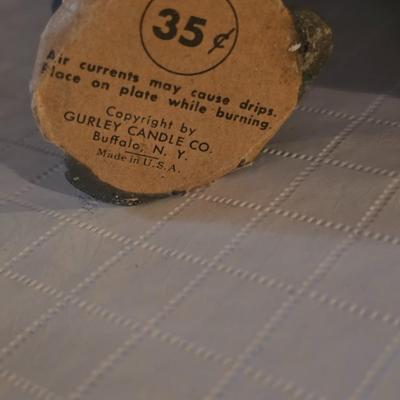 35¢
Air currents may cause drips.
Place on plate while burning.
Copyright by
GURLEY CANDLE CO.
Buffalo, N. Y.
Made in U.S.A.